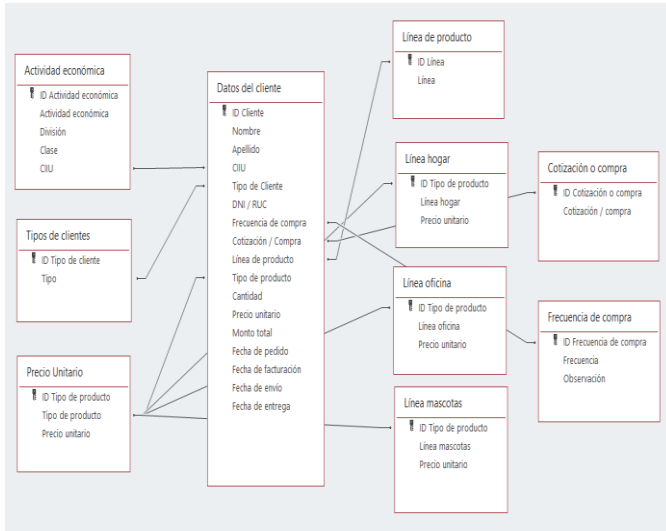 Actividad económica
ID Actividad económica
Actividad económica
División
Clase
CIIU
Tipos de clientes
ID Tipo de cliente
Tipo
Precio Unitario
ID Tipo de producto
Tipo de producto
Precio unitario
Datos del cliente
ID Cliente
Nombre
Apellido
CIIU
Tipo de Cliente
DNI / RUC
Frecuencia de compra
Cotización / Compra
Línea de producto
Tipo de producto
Cantidad
Precio unitario
Monto total
Fecha de pedido
Fecha de facturación
Fecha de envío
Fecha de entrega
Línea de producto
ID Línea
Línea
Línea hogar
ID Tipo de producto
Línea hogar
Precio unitario
Línea oficina
ID Tipo de producto
Línea oficina
Precio unitario
Línea mascotas
ID Tipo de producto
Línea mascotas
Precio unitario
Cotización o compra
ID Cotización o compra
Cotización / compra
Frecuencia de compra
ID Frecuencia de compra
Frecuencia
Observación